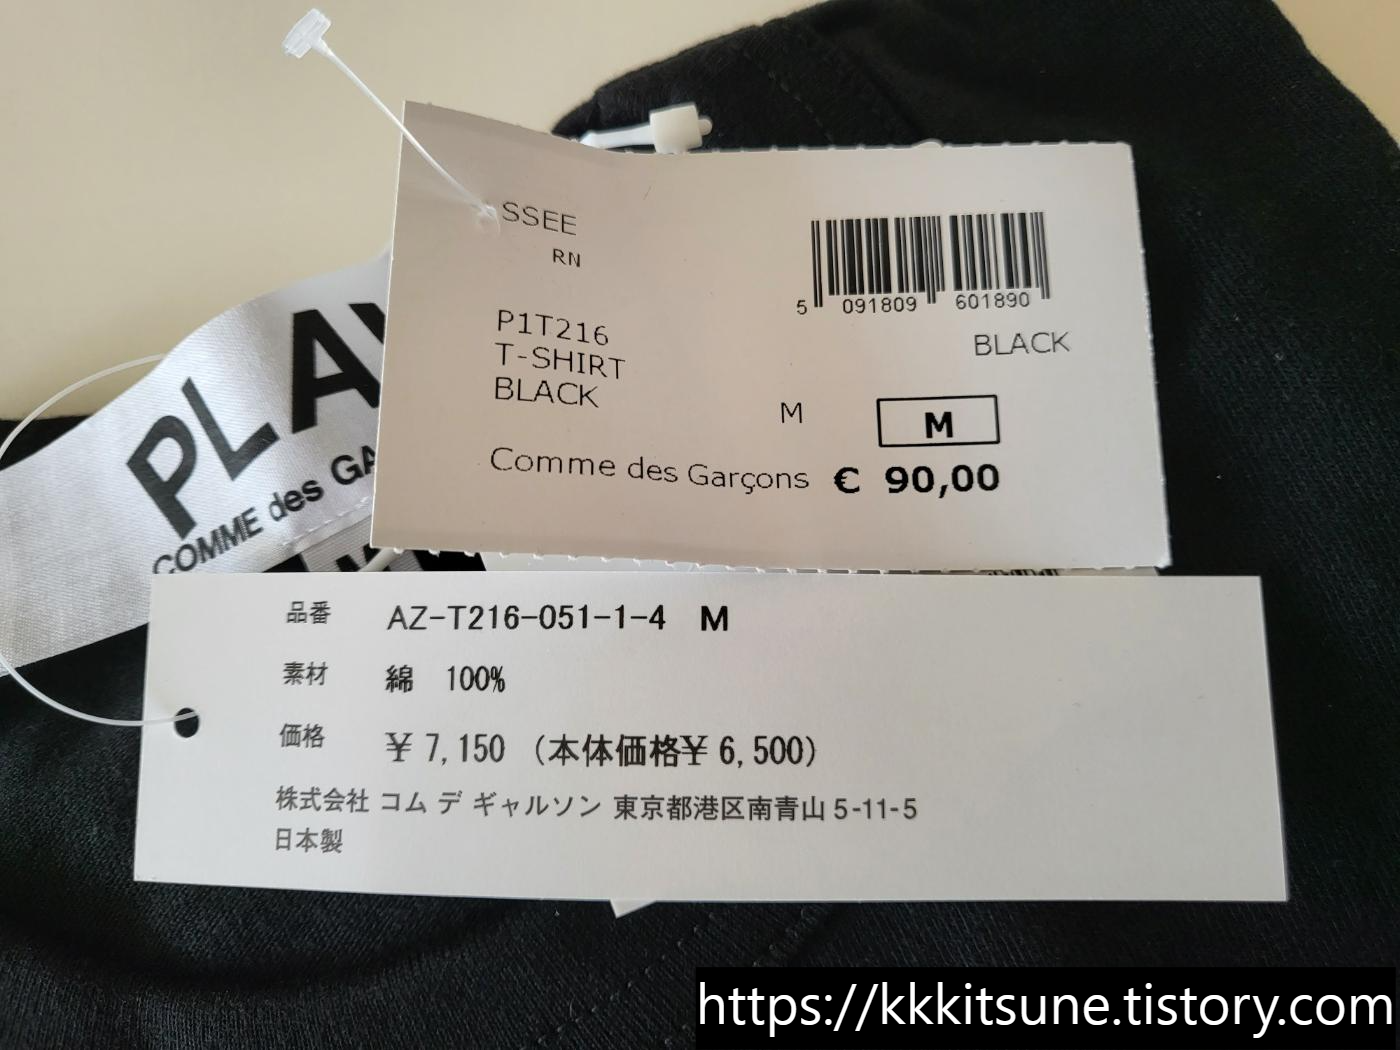 SSEE
RN
5 091809 601890
P1T216
T-SHIRT
BLACK
BLACK
M
M
Comme des Garçons € 90,00
PLAY
COMME des GA
品番 AZ-T216-051-1-4 M
素材 綿 100%
価格 ¥ 7,150 (本体価格¥ 6,500)
株式会社 コム デ ギャルソン 東京都港区南青山 5-11-5
日本製
https://kkkitsune.tistory.com